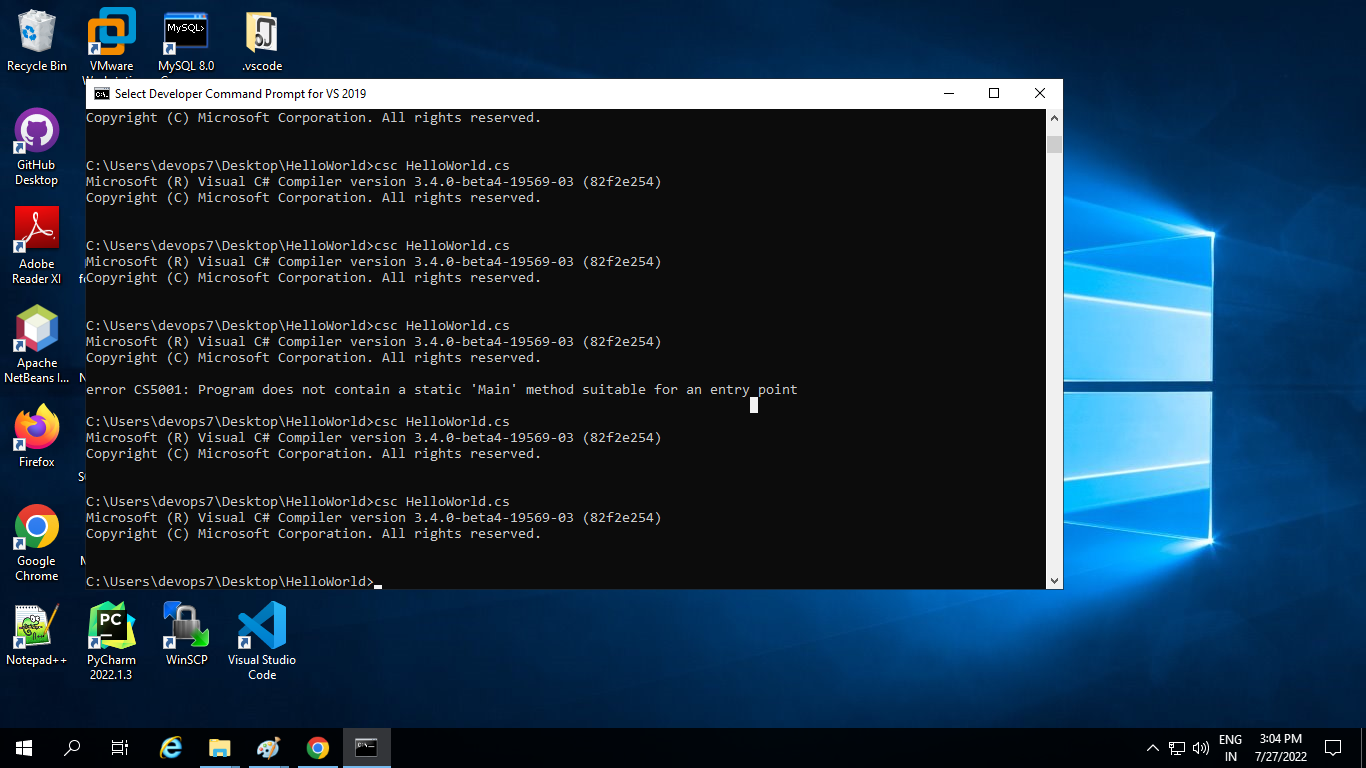 Recycle Bin
VMware
MySQL>
MySQL 8.0
.vscode
Select Developer Command Prompt for VS 2019
Copyright (C) Microsoft Corporation. All rights reserved.
C:\Users\devops7\Desktop\HelloWorld>csc HelloWorld.cs
Microsoft (R) Visual C# Compiler version 3.4.0-beta4-19569-03 (82f2e254)
Copyright (C) Microsoft Corporation. All rights reserved.
C:\Users\devops7\Desktop\HelloWorld>csc HelloWorld.cs
Microsoft (R) Visual C# Compiler version 3.4.0-beta4-19569-03 (82f2e254)
Copyright (C) Microsoft Corporation. All rights reserved.
C:\Users\devops7\Desktop\HelloWorld>csc HelloWorld.cs
Microsoft (R) Visual C# Compiler version 3.4.0-beta4-19569-03 (82f2e254)
Copyright (C) Microsoft Corporation. All rights reserved.
error CS5001: Program does not contain a static 'Main' method suitable for an entry point
C:\Users\devops7\Desktop\HelloWorld>csc HelloWorld.cs
Microsoft (R) Visual C# Compiler version 3.4.0-beta4-19569-03 (82f2e254)
Copyright (C) Microsoft Corporation. All rights reserved.
C:\Users\devops7\Desktop\HelloWorld>csc HelloWorld.cs
Microsoft (R) Visual C# Compiler version 3.4.0-beta4-19569-03 (82f2e254)
Copyright (C) Microsoft Corporation. All rights reserved.
C:\Users\devops7\Desktop\HelloWorld>
GitHub
Desktop
Adobe
Reader XI
Apache
NetBeans I...
Firefox
Google
Chrome
Notepad++
PC
PyCharm
2022.1.3
WinSCP
Visual Studio
Code
ENG
IN
3:04 PM
7/27/2022